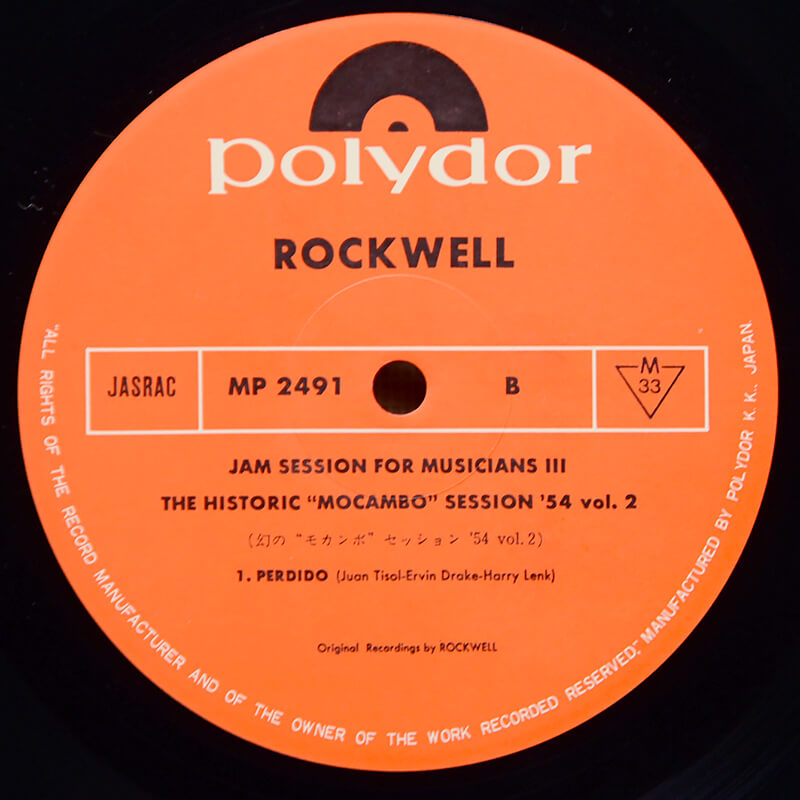 polydor
ROCKWELL
JASRAC
MP 2491
B
M
33
JAM SESSION FOR MUSICIANS III
THE HISTORIC "MOCAMBO" SESSION '54 vol. 2
(幻の "モカンボ" セッション '54 vol.2)
1. PERDIDO (Juan Tisol-Ervin Drake-Harry Lenk)
Original Recordings by ROCKWELL
"ALL RIGHTS OF THE RECORD MANUFACTURER AND OF THE OWNER OF THE WORK RECORDED RESERVED." MANUFACTURED BY POLYDOR K.K., JAPAN.